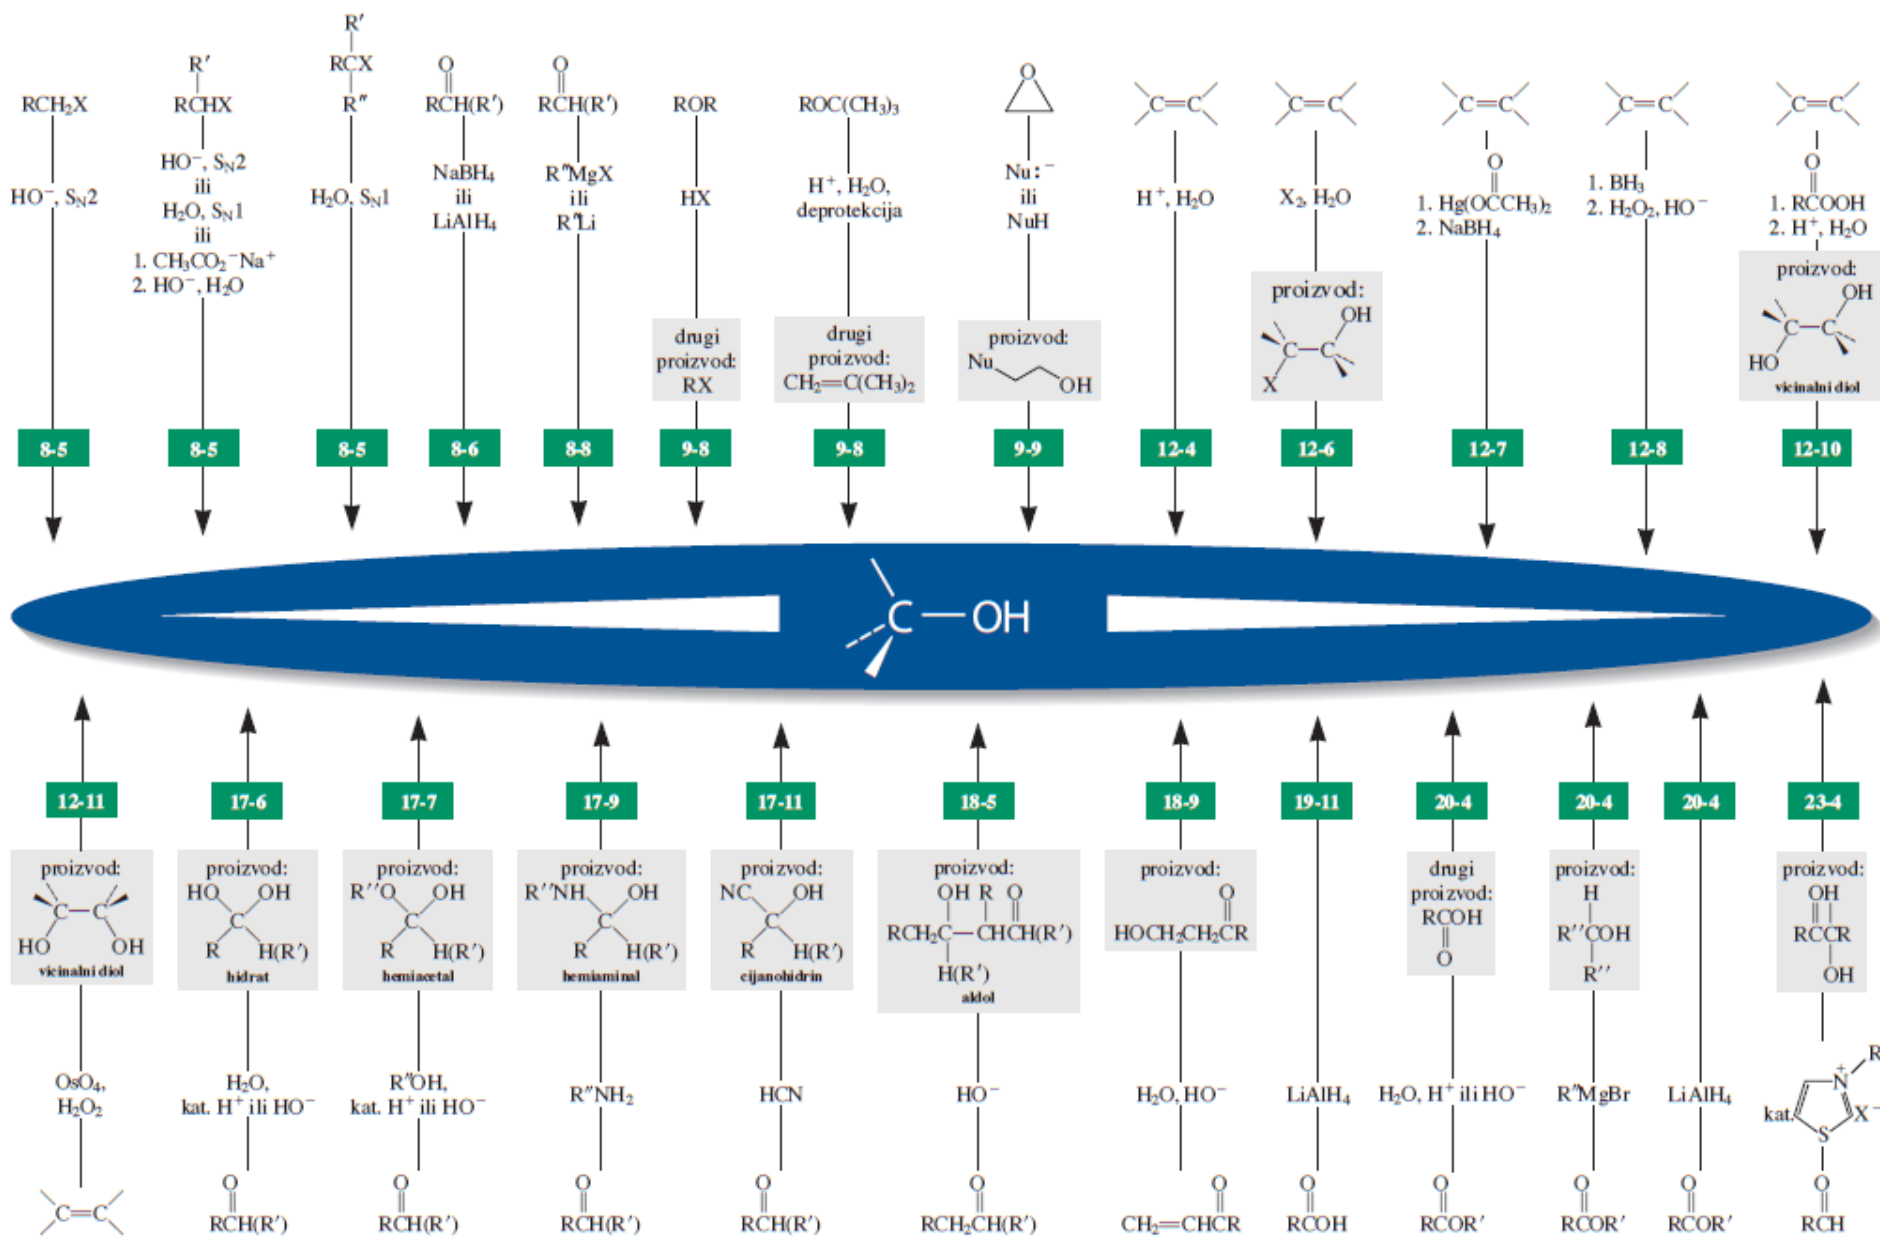 R′
RCX
R″
R′
RCHX
RCH₂X
O
RCH(R′)
O
RCH(R′)
ROR
ROC(CH₃)₃
O
C=C
C=C
C=C
C=C
C=C
HO⁻, Sₙ2
HO⁻, Sₙ2
ili
H₂O, Sₙ1
ili
1. CH₃CO₂⁻Na⁺
2. HO⁻, H₂O
H₂O, Sₙ1
NaBH₄
ili
LiAlH₄
R″MgX
ili
R″Li
HX
H⁺, H₂O,
deprotekcija
Nu:⁻
ili
NuH
H⁺, H₂O
X₂, H₂O
O
1. Hg(OCCH₃)₂
2. NaBH₄
1. BH₃
2. H₂O₂, HO⁻
O
1. RCOOH
2. H⁺, H₂O
drugi
proizvod:
RX
drugi
proizvod:
CH₂=C(CH₃)₂
proizvod:
Nu
OH
proizvod:
OH
C C
X
proizvod:
OH
C C
HO
vicinalni diol
8-5 8-5 8-5 8-6 8-8 9-8 9-8 9-9 12-4 12-6 12-7 12-8 12-10
C—OH
12-11 17-6 17-7 17-9 17-11 18-5 18-9 19-11 20-4 20-4 20-4 23-4
proizvod:
C—C
HO OH
vicinalni diol
proizvod:
HO OH
C
R H(R′)
hidrat
proizvod:
R′′O OH
C
R H(R′)
hemiacetal
proizvod:
R′′NH OH
C
R H(R′)
hemiaminal
proizvod:
NC OH
C
R H(R′)
cijanohidrin
proizvod:
OH R O
RCH₂C—CHCH(R′)
H(R′)
aldol
proizvod:
O
HOCH₂CH₂CR
drugi
proizvod:
RCOH
O
proizvod:
H
R′′COH
R′′
proizvod:
OH
RCCR
OH
OsO₄,
H₂O₂
H₂O,
kat. H⁺ ili HO⁻
R″OH,
kat. H⁺ ili HO⁻
R″NH₂
HCN
HO⁻
H₂O, HO⁻
LiAlH₄
H₂O, H⁺ ili HO⁻
R″MgBr
LiAlH₄
R
N⁺
kat. X⁻
S
C=C
O
RCH(R′)
O
RCH(R′)
O
RCH(R′)
O
RCH(R′)
O
RCH₂CH(R′)
O
CH₂=CHCR
O
RCOH
O
RCOR′
O
RCOR′
O
RCOR′
O
RCH